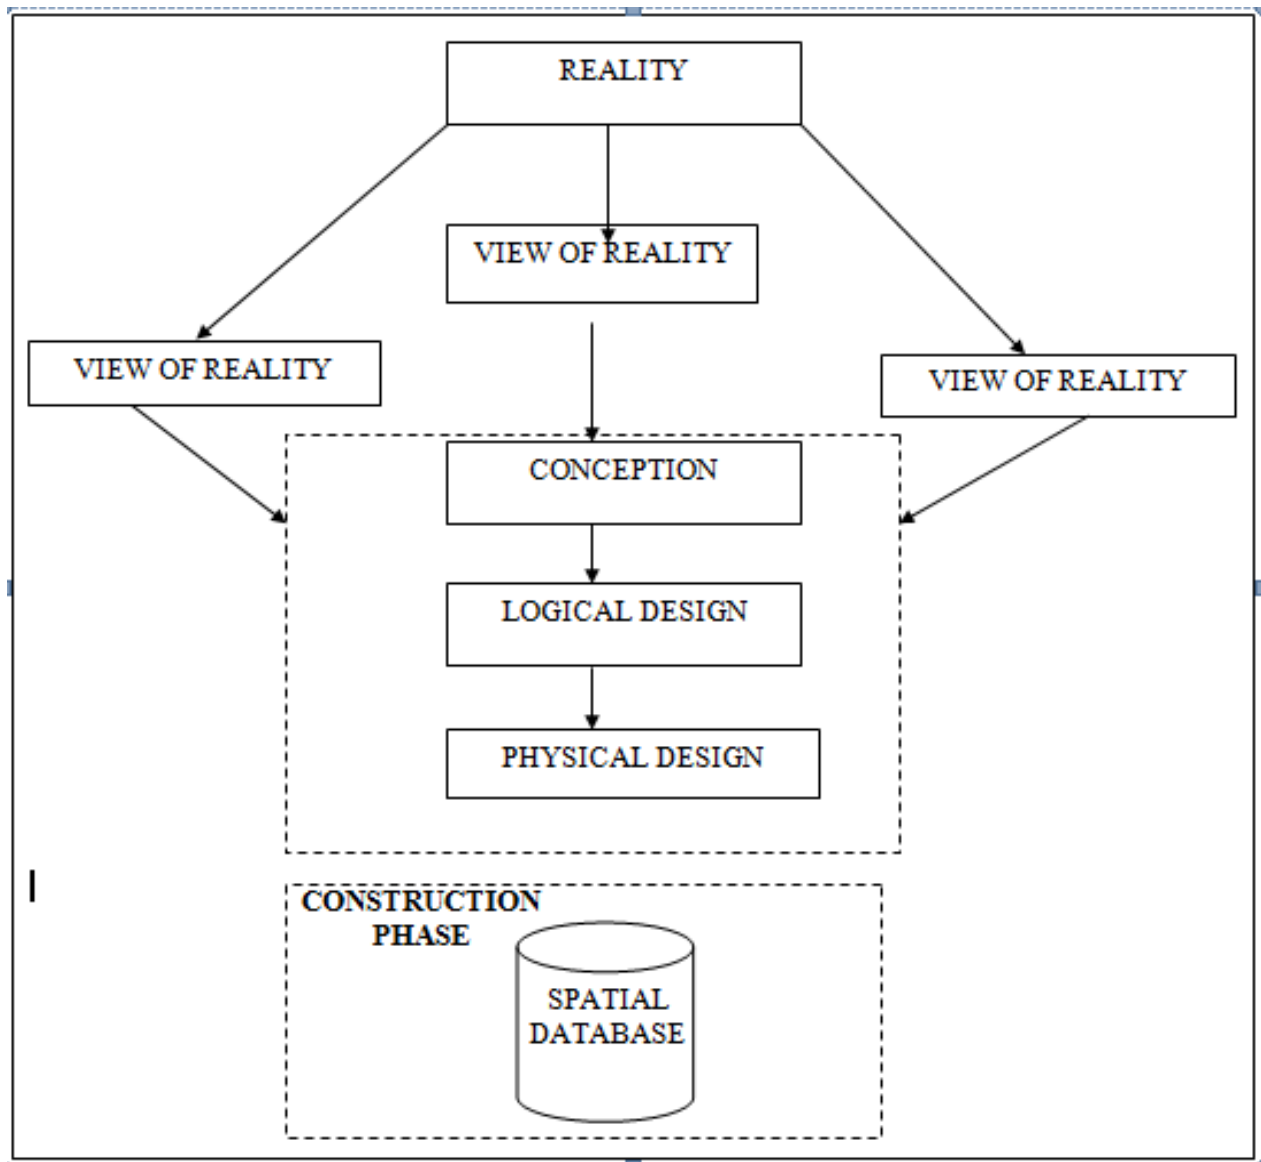 REALITY
VIEW OF REALITY
VIEW OF REALITY
VIEW OF REALITY
CONCEPTION
LOGICAL DESIGN
PHYSICAL DESIGN
CONSTRUCTION
PHASE
SPATIAL
DATABASE